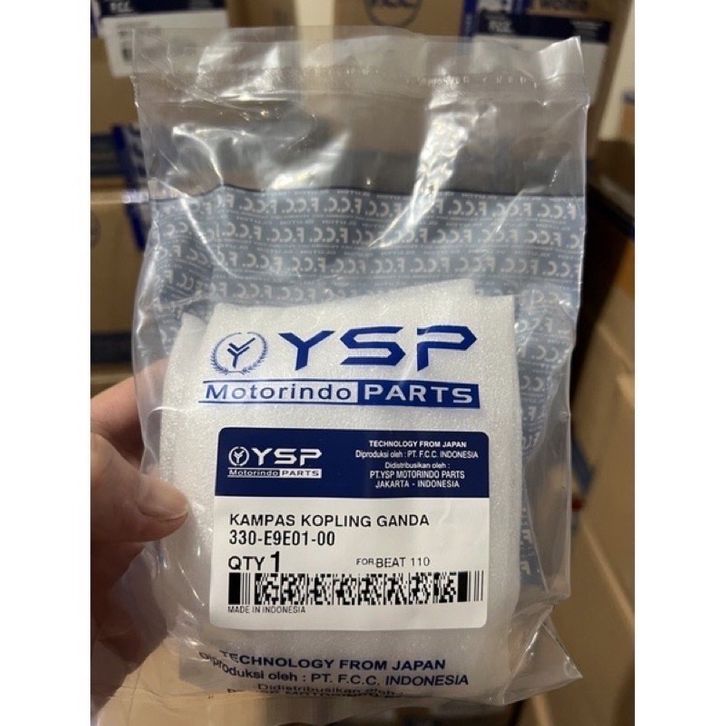 F.C.C.
YSP
Motorindo PARTS
YSP
Motorindo PARTS
TECHNOLOGY FROM JAPAN
Diproduksi oleh : PT. F.C.C. INDONESIA
Didistribusikan oleh :
PT.YSP MOTORINDO PARTS
JAKARTA - INDONESIA
KAMPAS KOPLING GANDA
330-E9E01-00
QTY 1
FOR BEAT 110
MADE IN INDONESIA
TECHNOLOGY FROM JAPAN
Diproduksi oleh : PT. F.C.C. INDONESIA
Didistribusikan oleh :